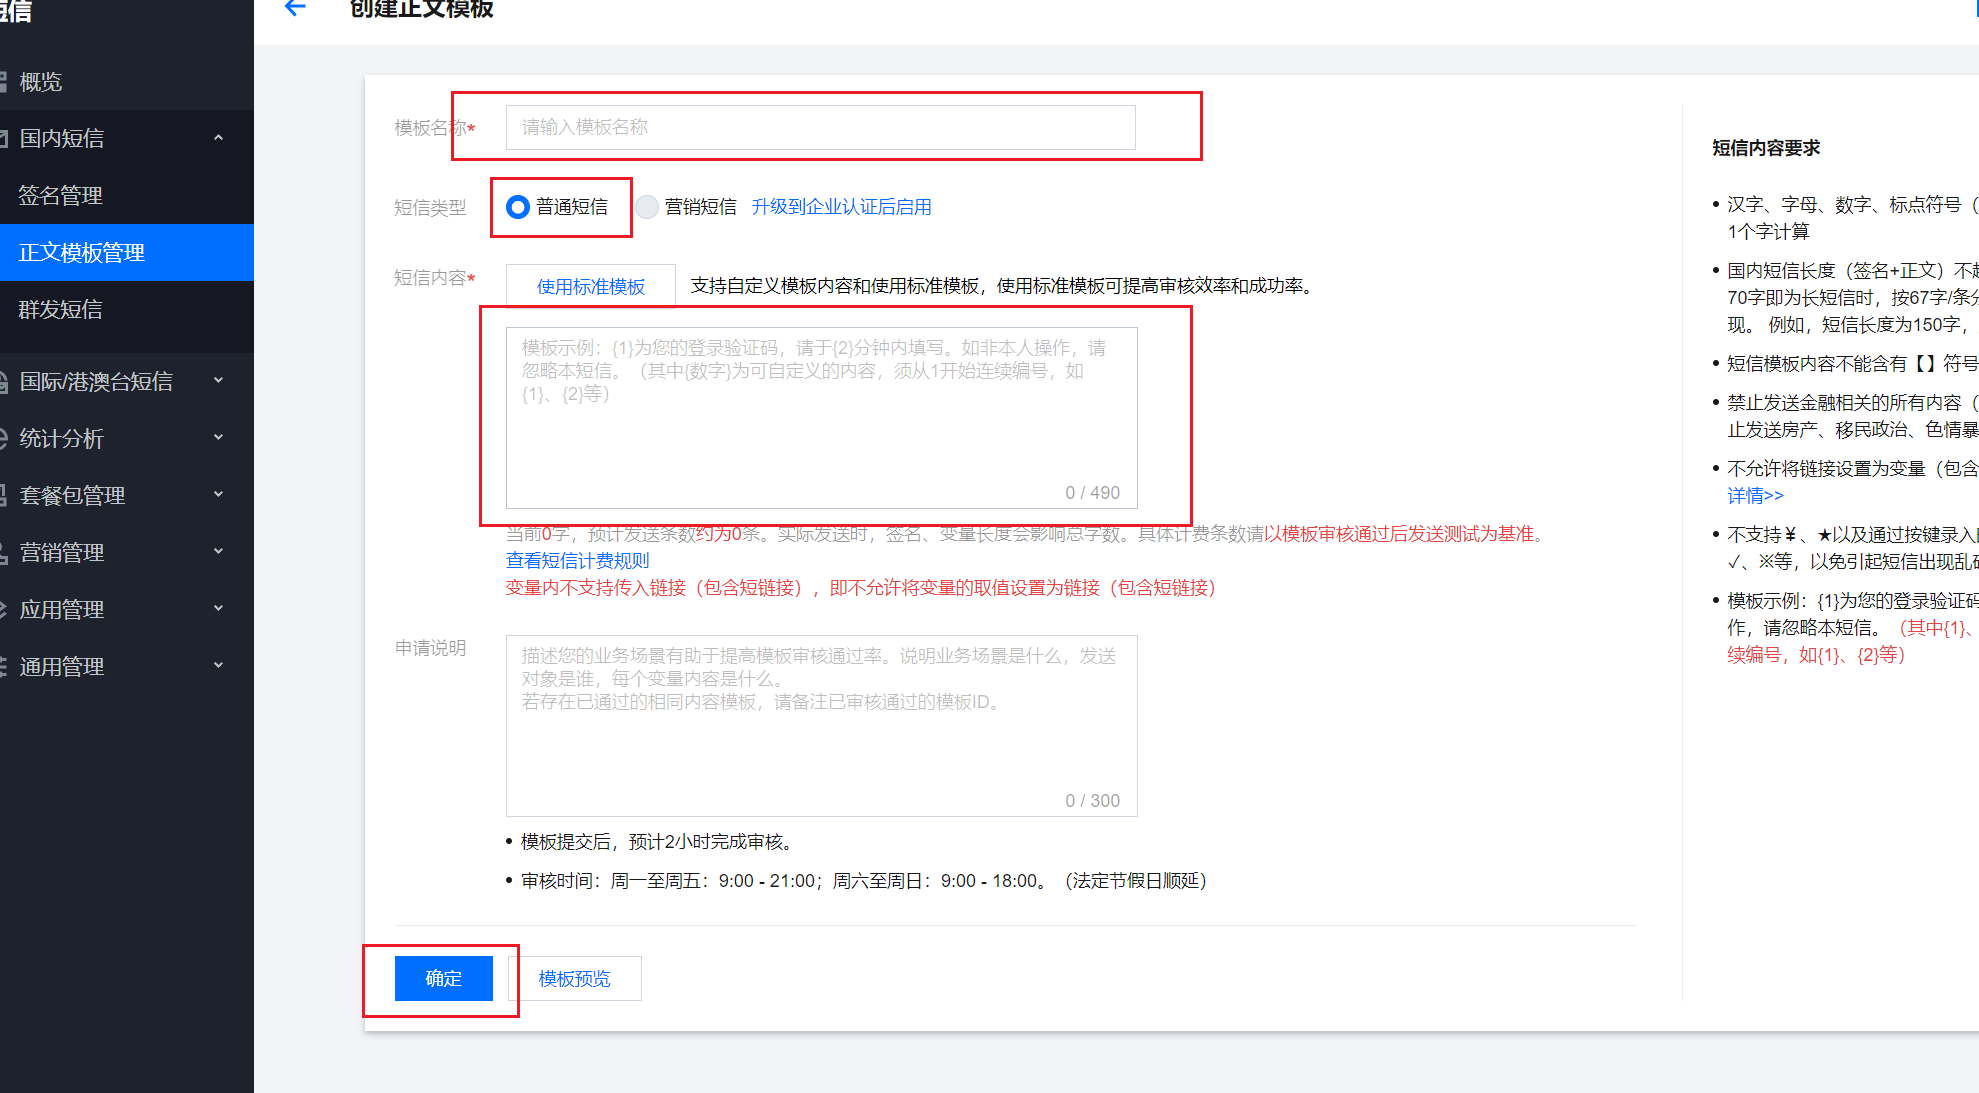 短信
创建正文模板
概览
国内短信
签名管理
正文模板管理
群发短信
国际/港澳台短信
统计分析
套餐包管理
营销管理
应用管理
通用管理
模板名称*
请输入模板名称
短信类型
普通短信
营销短信
升级到企业认证后启用
短信内容*
使用标准模板
支持自定义模板内容和使用标准模板，使用标准模板可提高审核效率和成功率。
模板示例：{1}为您的登录验证码，请于{2}分钟内填写。如非本人操作，请
忽略本短信。（其中{数字}为可自定义的内容，须从1开始连续编号，如
{1}、{2}等）
0 / 490
当前0字，预计发送条数约为0条。实际发送时，签名、变量长度会影响总字数。具体计费条数请以模板审核通过后发送测试为基准。
查看短信计费规则
变量内不支持传入链接（包含短链接），即不允许将变量的取值设置为链接（包含短链接）
申请说明
描述您的业务场景有助于提高模板审核通过率。说明业务场景是什么，发送
对象是谁，每个变量内容是什么。
若存在已通过的相同内容模板，请备注已审核通过的模板ID。
0 / 300
• 模板提交后，预计2小时完成审核。
• 审核时间：周一至周五：9:00 - 21:00；周六至周日：9:00 - 18:00。（法定节假日顺延）
确定
模板预览
短信内容要求
• 汉字、字母、数字、标点符号（
1个字计算
• 国内短信长度（签名+正文）不
70字即为长短信时，按67字/条
现。 例如，短信长度为150字，
• 短信模板内容不能含有【】符号
• 禁止发送金融相关的所有内容（
止发送房产、移民政治、色情暴
• 不允许将链接设置为变量（包含
详情>>
• 不支持￥、★以及通过按键录入
✓、※等，以免引起短信出现乱
• 模板示例：{1}为您的登录验证码
作，请忽略本短信。（其中{1}、
续编号，如{1}、{2}等）